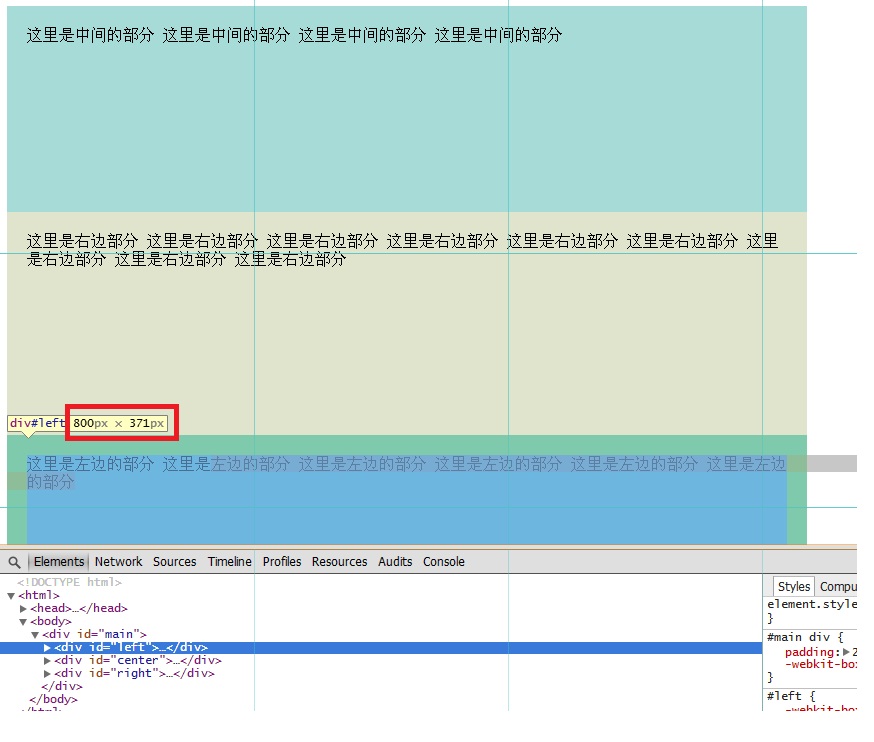 这里是中间的部分 这里是中间的部分 这里是中间的部分 这里是中间的部分
这里是右边部分 这里是右边部分 这里是右边部分 这里是右边部分 这里是右边部分 这里是右边部分 这里
是右边部分 这里是右边部分 这里是右边部分
div#left 800px × 371px
这里是左边的部分 这里是左边的部分 这里是左边的部分 这里是左边的部分 这里是左边的部分 这里是左边
的部分
Elements Network Sources Timeline Profiles Resources Audits Console
<!DOCTYPE html>
▼<html>
▶<head>…</head>
▼<body>
▼<div id="main">
▶<div id="left">…</div>
▶<div id="center">…</div>
▶<div id="right">…</div>
</div>
</body>
</html>
Styles Compu
element.style
}
#main div {
padding:▶2
-webkit-bo
}
#left {
-webkit-bo